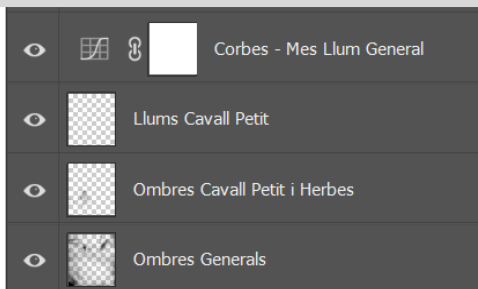 Corbes - Mes Llum General
Llums Cavall Petit
Ombres Cavall Petit i Herbes
Ombres Generals